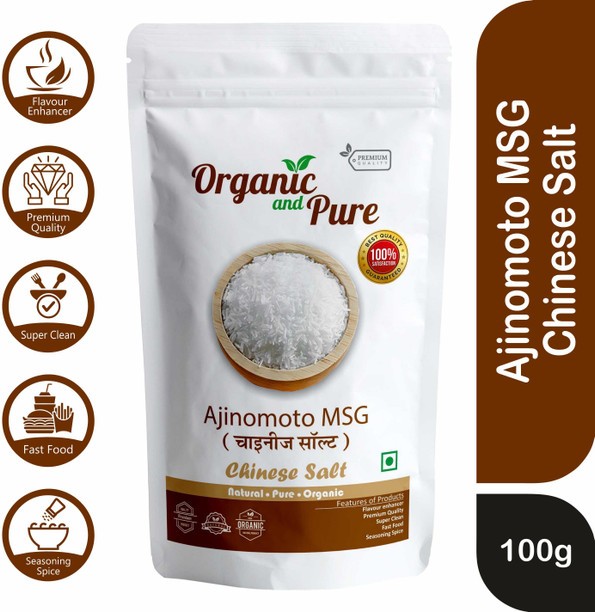 Flavour
Enhancer
Premium
Quality
Super Clean
Fast Food
Seasoning
Spice
PREMIUM
QUALITY
Organic
and Pure
BEST QUALITY
100%
SATISFACTION
GUARANTEED
Ajinomoto MSG
( चाइनीज सॉल्ट )
Chinese Salt
Natural • Pure • Organic
Features of Products
Flavour enhancer
Premium Quality
Super Clean
Fast Food
Seasoning Spice
ORGANIC
Ajinomoto MSG
Chinese Salt
100g